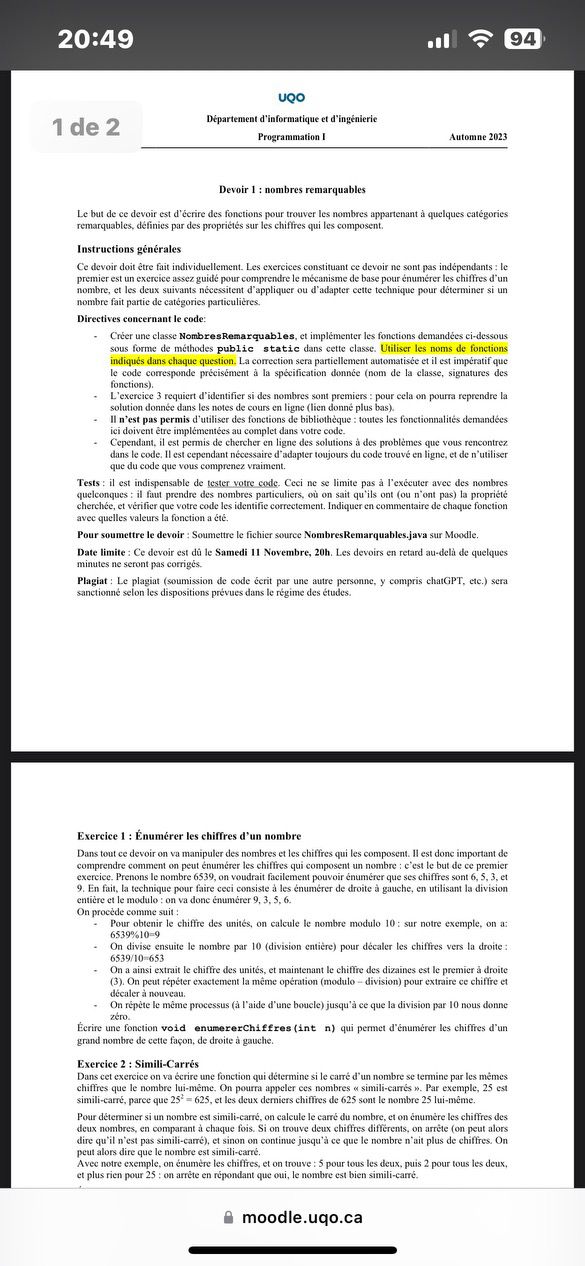 20:49
94
1 de 2
UQO
Département d'informatique et d'ingénierie
Programmation I
Automne 2023
Devoir 1 : nombres remarquables
Le but de ce devoir est d'écrire des fonctions pour trouver les nombres appartenant à quelques catégories
remarquables, définies par des propriétés sur les chiffres qui les composent.
Instructions générales
Ce devoir doit être fait individuellement. Les exercices constituant ce devoir ne sont pas indépendants : le
premier est un exercice assez guidé pour comprendre le mécanisme de base pour énumérer les chiffres d'un
nombre, et les deux suivants nécessitent d'appliquer ou d'adapter cette technique pour déterminer si un
nombre fait partie de catégories particulières.
Directives concernant le code:
- Créer une classe NombresRemarquables, et implémenter les fonctions demandées ci-dessous
sous forme de méthodes public static dans cette classe. Utiliser les noms de fonctions
indiqués dans chaque question. La correction sera partiellement automatisée et il est impératif que
le code corresponde précisément à la spécification donnée (nom de la classe, signatures des
fonctions).
- L'exercice 3 requiert d'identifier si des nombres sont premiers : pour cela on pourra reprendre la
solution donnée dans les notes de cours en ligne (lien donné plus bas).
- Il n'est pas permis d'utiliser des fonctions de bibliothèque : toutes les fonctionnalités demandées
ici doivent être implémentées au complet dans votre code.
- Cependant, il est permis de chercher en ligne des solutions à des problèmes que vous rencontrez
dans le code. Il est cependant nécessaire d'adapter toujours du code trouvé en ligne, et de n'utiliser
que du code que vous comprenez vraiment.
Tests : il est indispensable de tester votre code. Ceci ne se limite pas à l'exécuter avec des nombres
quelconques : il faut prendre des nombres particuliers, où on sait qu'ils ont (ou n'ont pas) la propriété
cherchée, et vérifier que votre code les identifie correctement. Indiquer en commentaire de chaque fonction
avec quelles valeurs la fonction a été.
Pour soumettre le devoir : Soumettre le fichier source NombresRemarquables.java sur Moodle.
Date limite : Ce devoir est dû le Samedi 11 Novembre, 20h. Les devoirs en retard au-delà de quelques
minutes ne seront pas corrigés.
Plagiat : Le plagiat (soumission de code écrit par une autre personne, y compris chatGPT, etc.) sera
sanctionné selon les dispositions prévues dans le régime des études.
Exercice 1 : Énumérer les chiffres d'un nombre
Dans tout ce devoir on va manipuler des nombres et les chiffres qui les composent. Il est donc important de
comprendre comment on peut énumérer les chiffres qui composent un nombre : c'est le but de ce premier
exercice. Prenons le nombre 6539, on voudrait facilement pouvoir énumérer que ses chiffres sont 6, 5, 3, et
9. En fait, la technique pour faire ceci consiste à les énumérer de droite à gauche, en utilisant la division
entière et le modulo : on va donc énumérer 9, 3, 5, 6.
On procède comme suit :
- Pour obtenir le chiffre des unités, on calcule le nombre modulo 10 : sur notre exemple, on a:
6539%10=9
- On divise ensuite le nombre par 10 (division entière) pour décaler les chiffres vers la droite :
6539/10=653
- On a ainsi extrait le chiffre des unités, et maintenant le chiffre des dizaines est le premier à droite
(3). On peut répéter exactement la même opération (modulo – division) pour extraire ce chiffre et
décaler à nouveau.
- On répète le même processus (à l'aide d'une boucle) jusqu'à ce que la division par 10 nous donne
zéro.
Écrire une fonction void enumererChiffres(int n) qui permet d'énumérer les chiffres d'un
grand nombre de cette façon, de droite à gauche.
Exercice 2 : Simili-Carrés
Dans cet exercice on va écrire une fonction qui détermine si le carré d'un nombre se termine par les mêmes
chiffres que le nombre lui-même. On pourra appeler ces nombres « simili-carrés ». Par exemple, 25 est
simili-carré, parce que 25² = 625, et les deux derniers chiffres de 625 sont le nombre 25 lui-même.
Pour déterminer si un nombre est simili-carré, on calcule le carré du nombre, et on énumère les chiffres des
deux nombres, en comparant à chaque fois. Si on trouve deux chiffres différents, on arrête (on peut alors
dire qu'il n'est pas simili-carré), et sinon on continue jusqu'à ce que le nombre n'ait plus de chiffres. On
peut alors dire que le nombre est simili-carré.
Avec notre exemple, on énumère les chiffres, et on trouve : 5 pour tous les deux, puis 2 pour tous les deux,
et plus rien pour 25 : on arrête en répondant que oui, le nombre est bien simili-carré.
moodle.uqo.ca